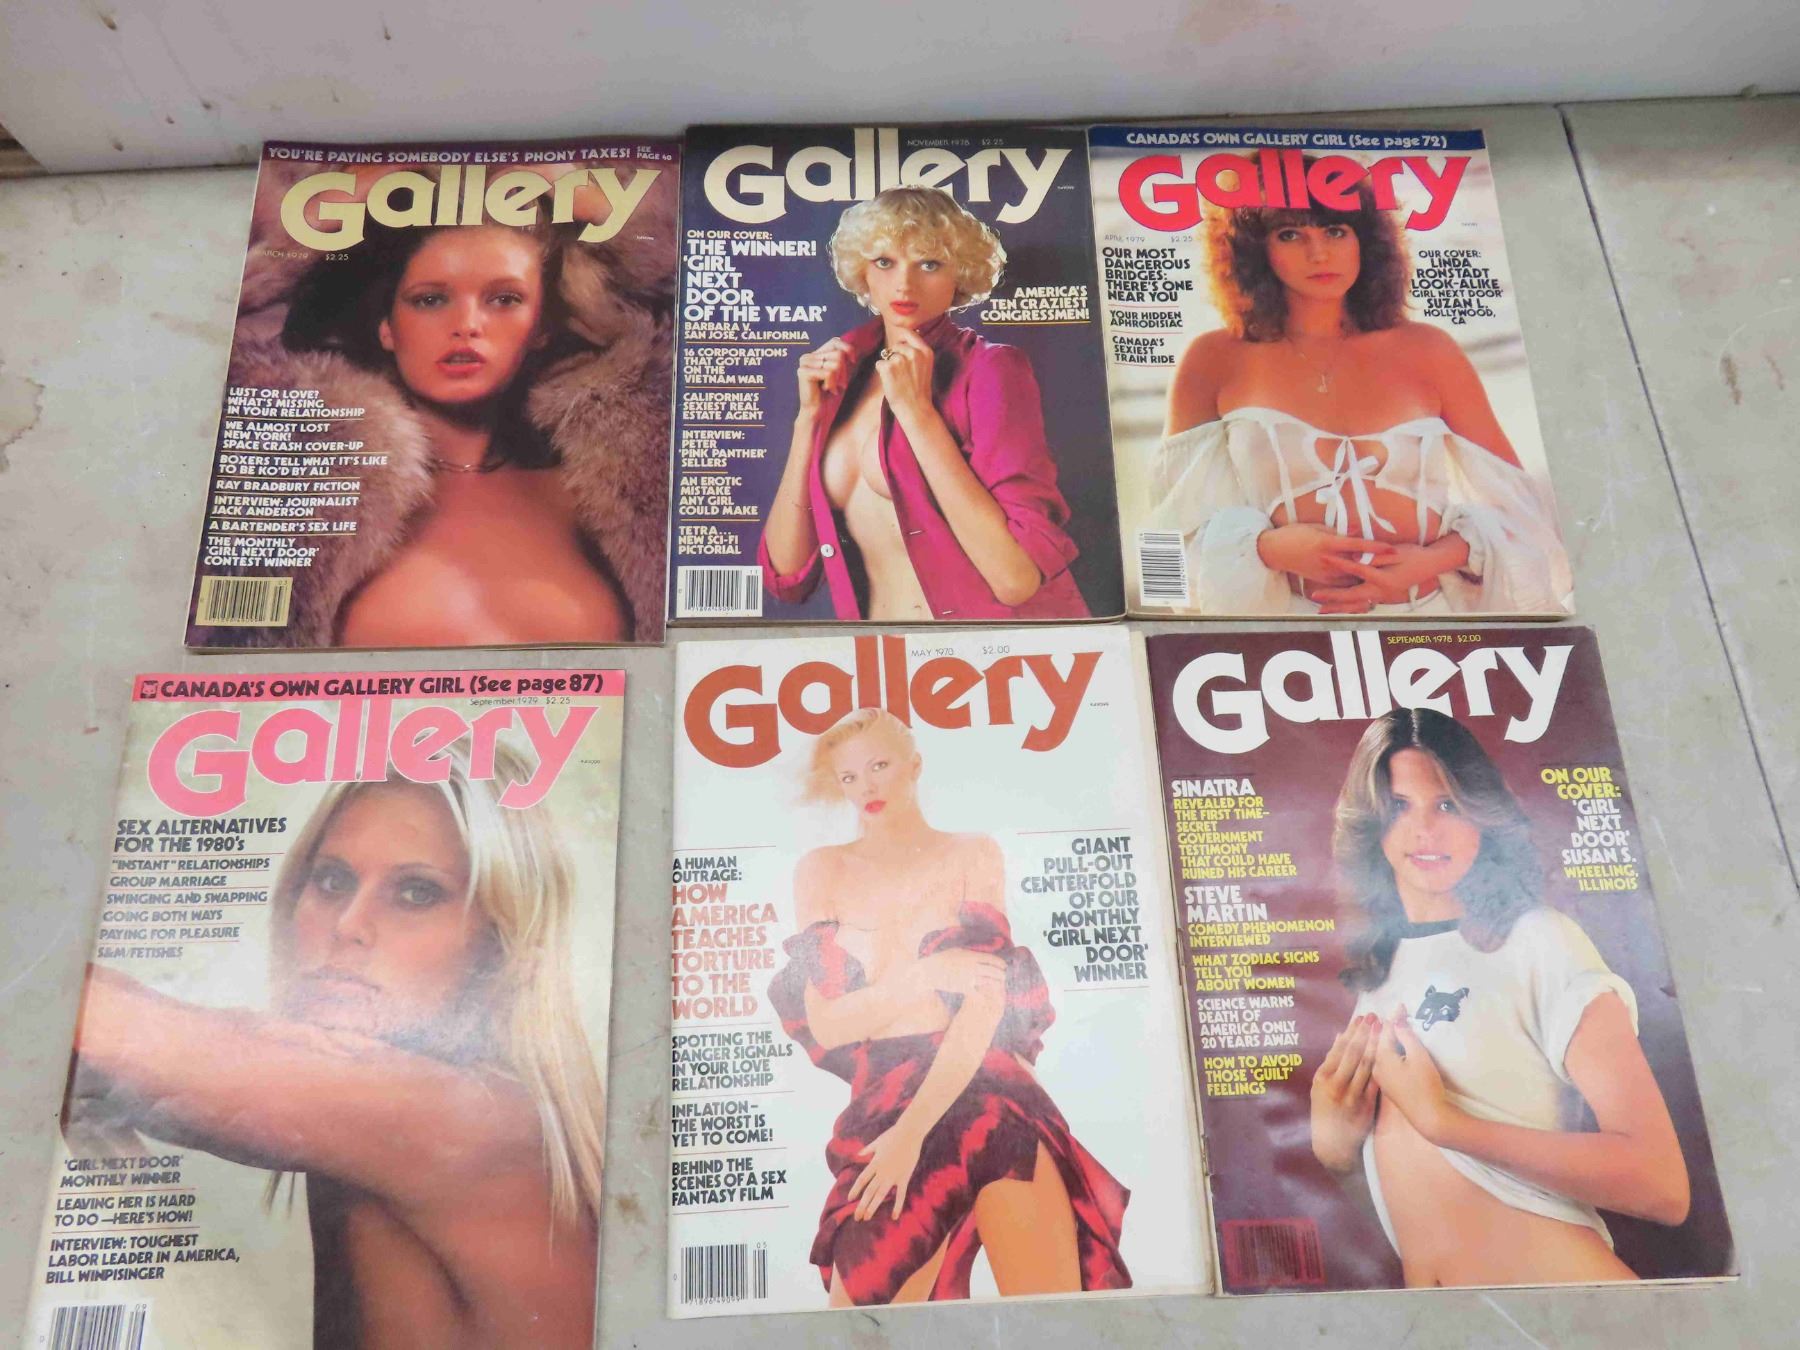 YOU'RE PAYING SOMEBODY ELSE'S PHONY TAXES! SEE PAGE 40
Gallery
MARCH 1979 $2.25
LUST OR LOVE?
WHAT'S MISSING
IN YOUR RELATIONSHIP
WE ALMOST LOST
NEW YORK!
SPACE CRASH COVER-UP
BOXERS TELL WHAT IT'S LIKE
TO BE KO'D BY ALI
RAY BRADBURY FICTION
INTERVIEW: JOURNALIST
JACK ANDERSON
A BARTENDER'S SEX LIFE
THE MONTHLY
'GIRL NEXT DOOR'
CONTEST WINNER
03
NOVEMBER 1978 $2.25
Gallery
ON OUR COVER:
THE WINNER!
'GIRL
NEXT
DOOR
OF THE YEAR'
BARBARA V.
SAN JOSE, CALIFORNIA
16 CORPORATIONS
THAT GOT FAT
ON THE
VIETNAM WAR
CALIFORNIA'S
SEXIEST REAL
ESTATE AGENT
INTERVIEW:
PETER
'PINK PANTHER'
SELLERS
AN EROTIC
MISTAKE
ANY GIRL
COULD MAKE
TETRA...
NEW SCI-FI
PICTORIAL
AMERICA'S
TEN CRAZIEST
CONGRESSMEN!
11
71896"49095
CANADA'S OWN GALLERY GIRL (See page 72)
Gallery
APRIL 1979 $2.25
OUR MOST
DANGEROUS
BRIDGES:
THERE'S ONE
NEAR YOU
YOUR HIDDEN
APHRODISIAC
CANADA'S
SEXIEST
TRAIN RIDE
OUR COVER:
LINDA
RONSTADT
LOOK-ALIKE
'GIRL NEXT DOOR'
SUZAN L.
HOLLYWOOD,
CA
04
CANADA'S OWN GALLERY GIRL (See page 87)
September 1979 $2.25
Gallery
SEX ALTERNATIVES
FOR THE 1980's
"INSTANT" RELATIONSHIPS
GROUP MARRIAGE
SWINGING AND SWAPPING
GOING BOTH WAYS
PAYING FOR PLEASURE
S&M/FETISHES
'GIRL NEXT DOOR'
MONTHLY WINNER
LEAVING HER IS HARD
TO DO—HERE'S HOW!
INTERVIEW: TOUGHEST
LABOR LEADER IN AMERICA,
BILL WINPISINGER
09
MAY 1978 $2.00
Gallery
A HUMAN
OUTRAGE:
HOW
AMERICA
TEACHES
TORTURE
TO THE
WORLD
SPOTTING THE
DANGER SIGNALS
IN YOUR LOVE
RELATIONSHIP
INFLATION—
THE WORST IS
YET TO COME!
BEHIND THE
SCENES OF A SEX
FANTASY FILM
GIANT
PULL-OUT
CENTERFOLD
OF OUR
MONTHLY
'GIRL NEXT
DOOR'
WINNER
05
71896"49095
SEPTEMBER 1978 $2.00
Gallery
SINATRA
REVEALED FOR
THE FIRST TIME—
SECRET
GOVERNMENT
TESTIMONY
THAT COULD HAVE
RUINED HIS CAREER
STEVE
MARTIN
COMEDY PHENOMENON
INTERVIEWED
WHAT ZODIAC SIGNS
TELL YOU
ABOUT WOMEN
SCIENCE WARNS
DEATH OF
AMERICA ONLY
20 YEARS AWAY
HOW TO AVOID
THOSE 'GUILT'
FEELINGS
ON OUR
COVER:
'GIRL
NEXT
DOOR'
SUSAN S.
WHEELING,
ILLINOIS